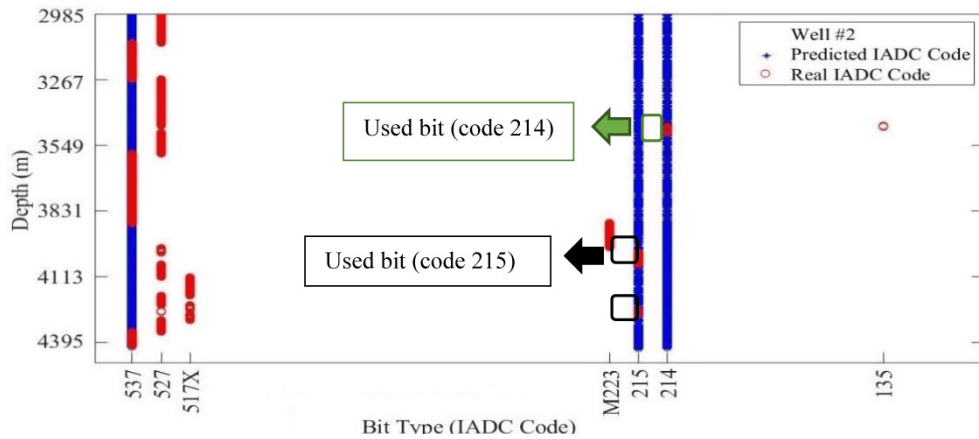 2985
3267
3549
3831
4113
4395
Depth (m)
Well #2
Predicted IADC Code
Real IADC Code
Used bit (code 214)
Used bit (code 215)
537
527
517X
M223
215
214
135
Bit Type (IADC Code)